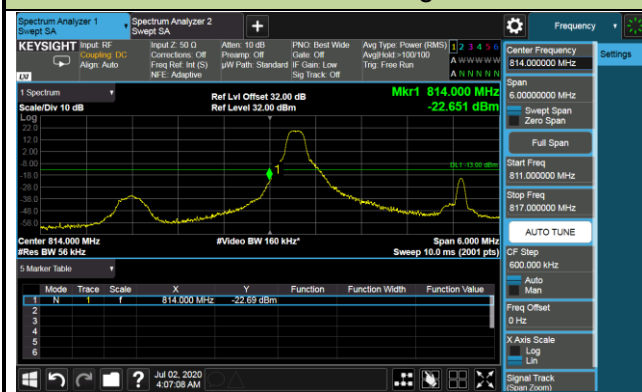 Spectrum Analyzer 1
Swept SA
Spectrum Analyzer 2
Swept SA
+
Frequency
KEYSIGHT
Input: RF
Coupling: DC
Align: Auto
Input Z: 50 Ω
Corrections: Off
Freq Ref: Int (S)
NFE: Adaptive
Atten: 10 dB
Preamp: Off
µW Path: Standard
PNO: Best Wide
Gate: Off
IF Gain: Low
Sig Track: Off
Avg Type: Power (RMS)
Avg|Hold:>100/100
Trig: Free Run
1 2 3 4 5 6
A W W W W W
A N N N N N
LXI
1 Spectrum
Scale/Div 10 dB
Ref Lvl Offset 32.00 dB
Ref Level 32.00 dBm
Mkr1 814.000 MHz
-22.651 dBm
Log
22.0
12.0
2.00
-8.00
-18.0
-28.0
-38.0
-48.0
-58.0
DL1 -13.00 dBm
1
Center 814.000 MHz
#Res BW 56 kHz
#Video BW 160 kHz*
Span 6.000 MHz
Sweep 10.0 ms (2001 pts)
5 Marker Table
Mode Trace Scale X Y Function Function Width Function Value
1 N 1 f 814.000 MHz -22.69 dBm
2
3
4
5
6
Jul 02, 2020
4:07:08 AM
Center Frequency
814.000000 MHz
Settings
Span
6.00000000 MHz
Swept Span
Zero Span
Full Span
Start Freq
811.000000 MHz
Stop Freq
817.000000 MHz
AUTO TUNE
CF Step
600.000 kHz
Auto
Man
Freq Offset
0 Hz
X Axis Scale
Log
Lin
Signal Track
(Span Zoom)